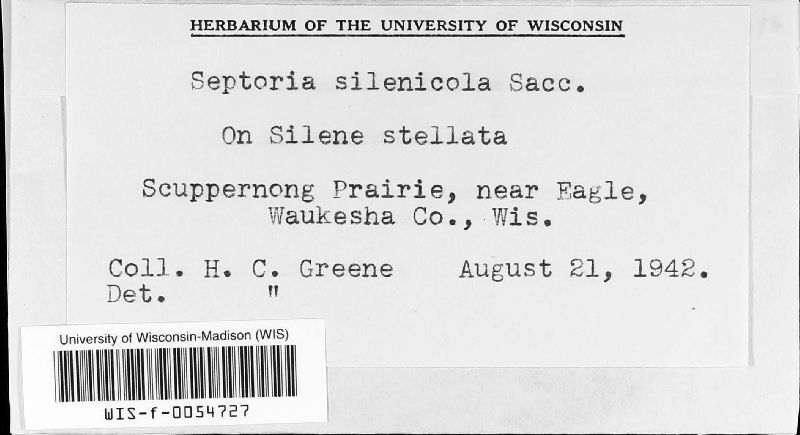 HERBARIUM OF THE UNIVERSITY OF WISCONSIN
Septoria silenicola Sacc.
On Silene stellata
Scuppernong Prairie, near Eagle,
Waukesha Co., Wis.
Coll. H. C. Greene August 21, 1942.
Det. "
University of Wisconsin-Madison (WIS)
WIS-f-0054727